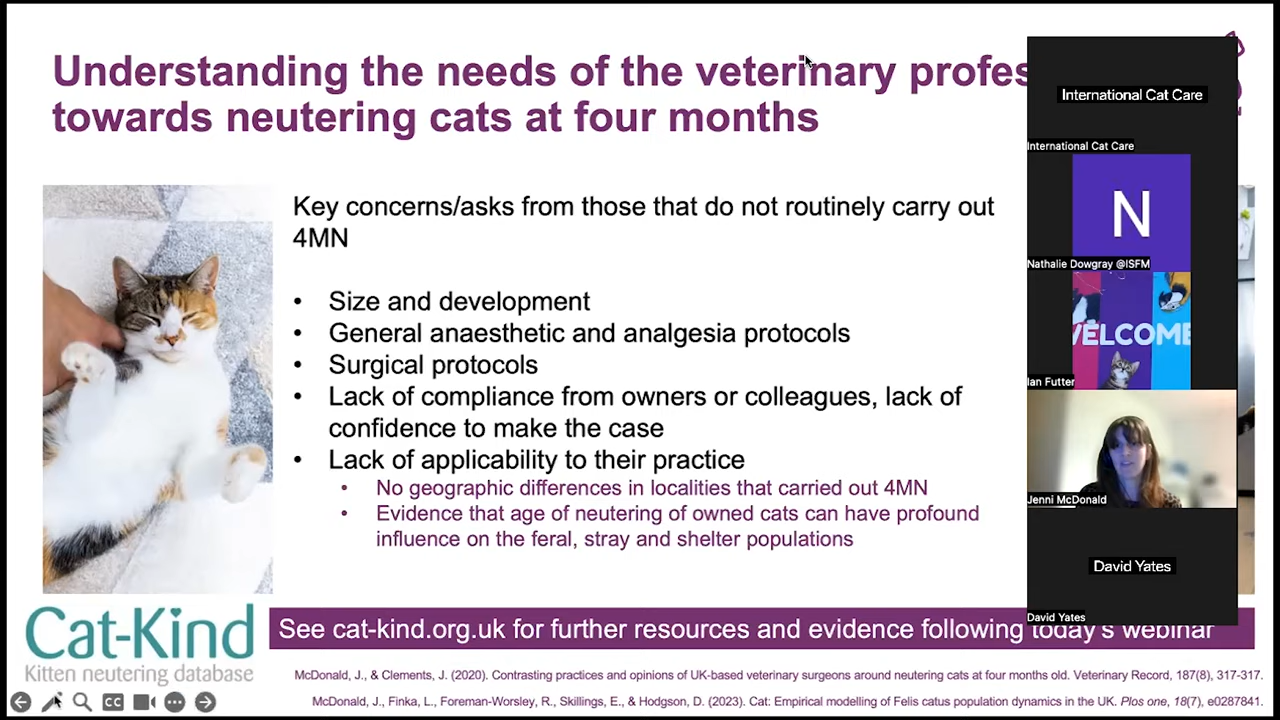 Understanding the needs of the veterinary profes
towards neutering cats at four months
Key concerns/asks from those that do not routinely carry out
4MN
• Size and development
• General anaesthetic and analgesia protocols
• Surgical protocols
• Lack of compliance from owners or colleagues, lack of
confidence to make the case
• Lack of applicability to their practice
• No geographic differences in localities that carried out 4MN
• Evidence that age of neutering of owned cats can have profound
influence on the feral, stray and shelter populations
Cat-Kind
Kitten neutering database
See cat-kind.org.uk for further resources and evidence following today's webinar
McDonald, J., & Clements, J. (2020). Contrasting practices and opinions of UK-based veterinary surgeons around neutering cats at four months old. Veterinary Record, 187(8), 317-317.
McDonald, J., Finka, L., Foreman-Worsley, R., Skillings, E., & Hodgson, D. (2023). Cat: Empirical modelling of Felis catus population dynamics in the UK. Plos one, 18(7), e0287841.
CC
International Cat Care
International Cat Care
N
Nathalie Dowgray @ISFM
WELCOME
Ian Futter
Jenni McDonald
David Yates
David Yates